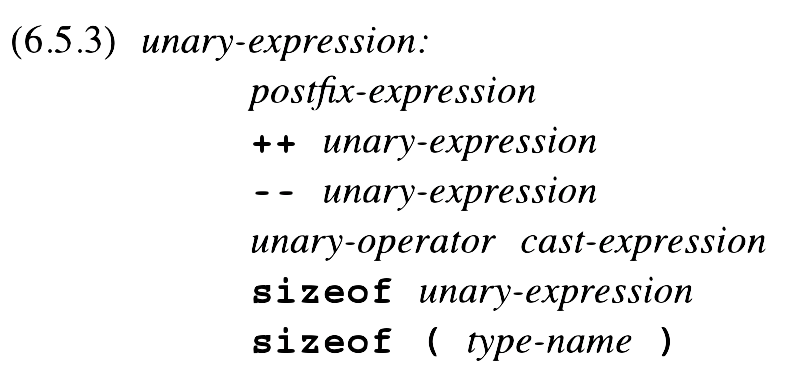 (6.5.3) unary-expression:
postfix-expression
++ unary-expression
-- unary-expression
unary-operator cast-expression
sizeof unary-expression
sizeof ( type-name )